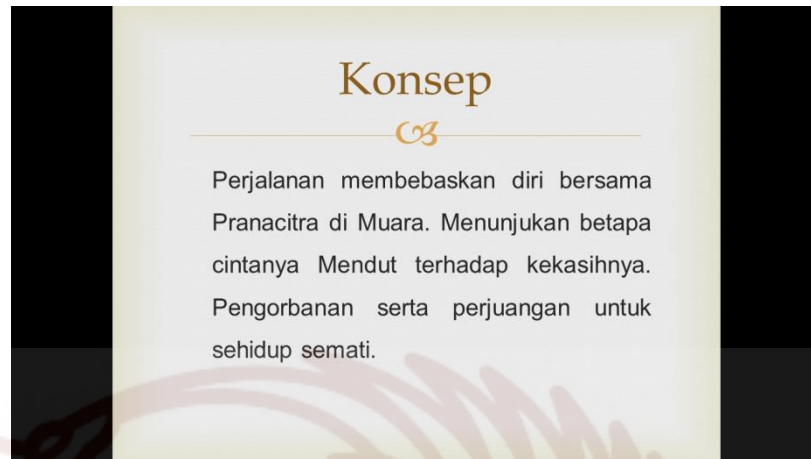 Konsep
Perjalanan membebaskan diri bersama
Pranacitra di Muara. Menunjukan betapa
cintanya Mendut terhadap kekasihnya.
Pengorbanan serta perjuangan untuk
sehidup semati.